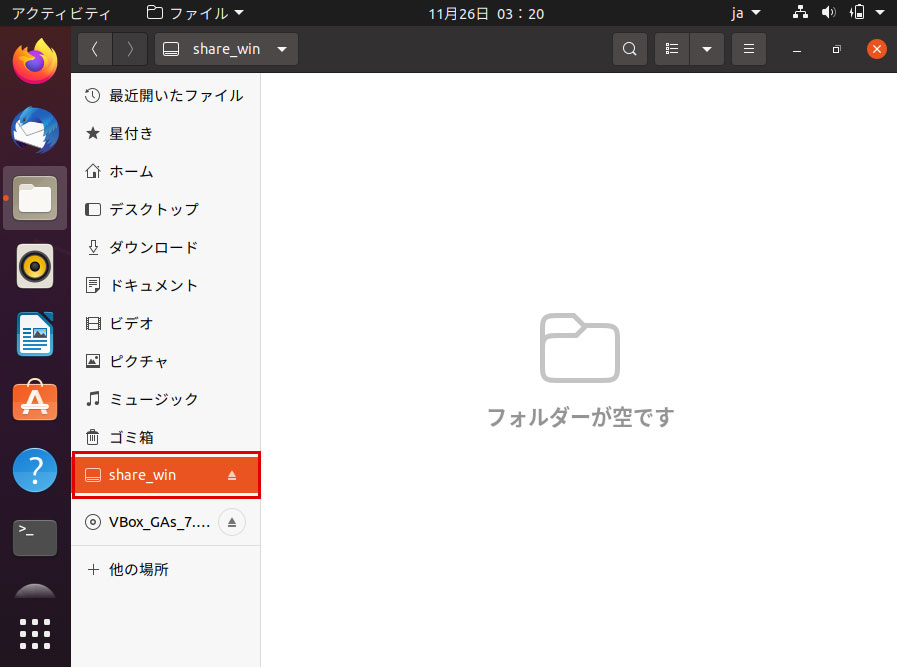 アクティビティ ファイル 11月26日 03：20 ja
share_win
最近開いたファイル
星付き
ホーム
デスクトップ
ダウンロード
ドキュメント
ビデオ
ピクチャ
ミュージック
ゴミ箱
share_win
VBox_GAs_7....
他の場所
フォルダーが空です